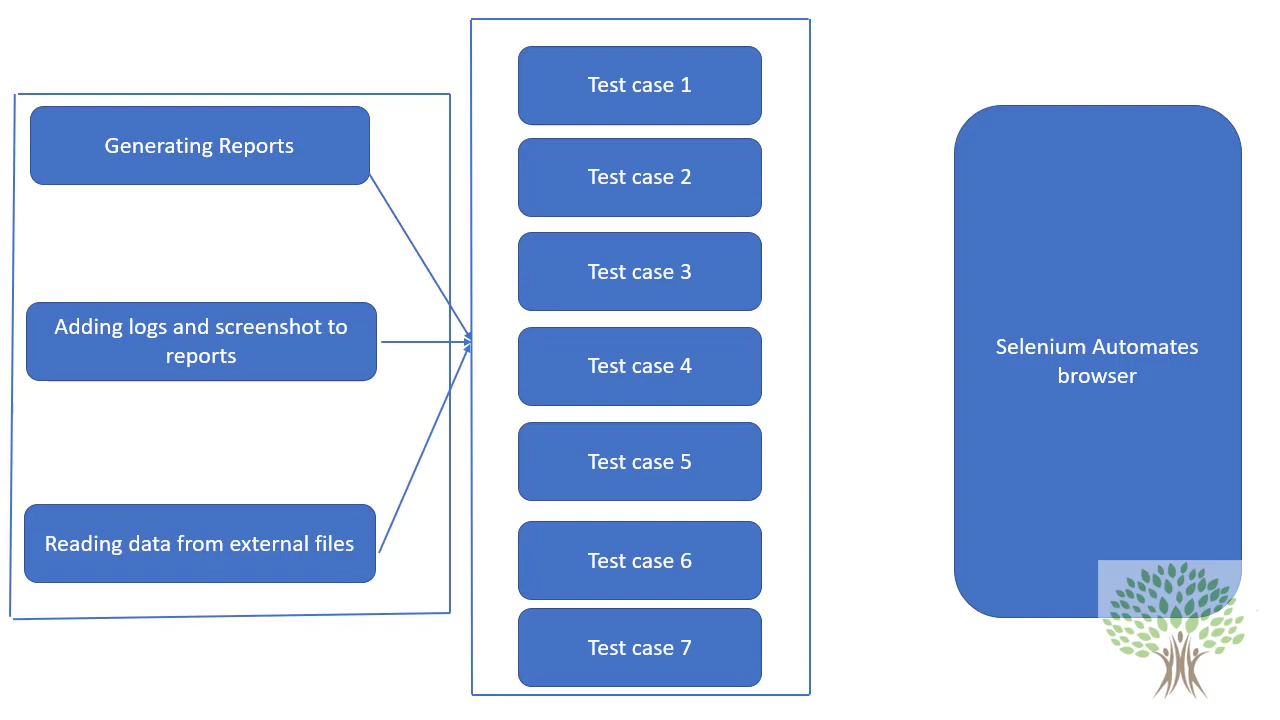 Generating Reports
Adding logs and screenshot to
reports
Reading data from external files
Test case 1
Test case 2
Test case 3
Test case 4
Test case 5
Test case 6
Test case 7
Selenium Automates
browser